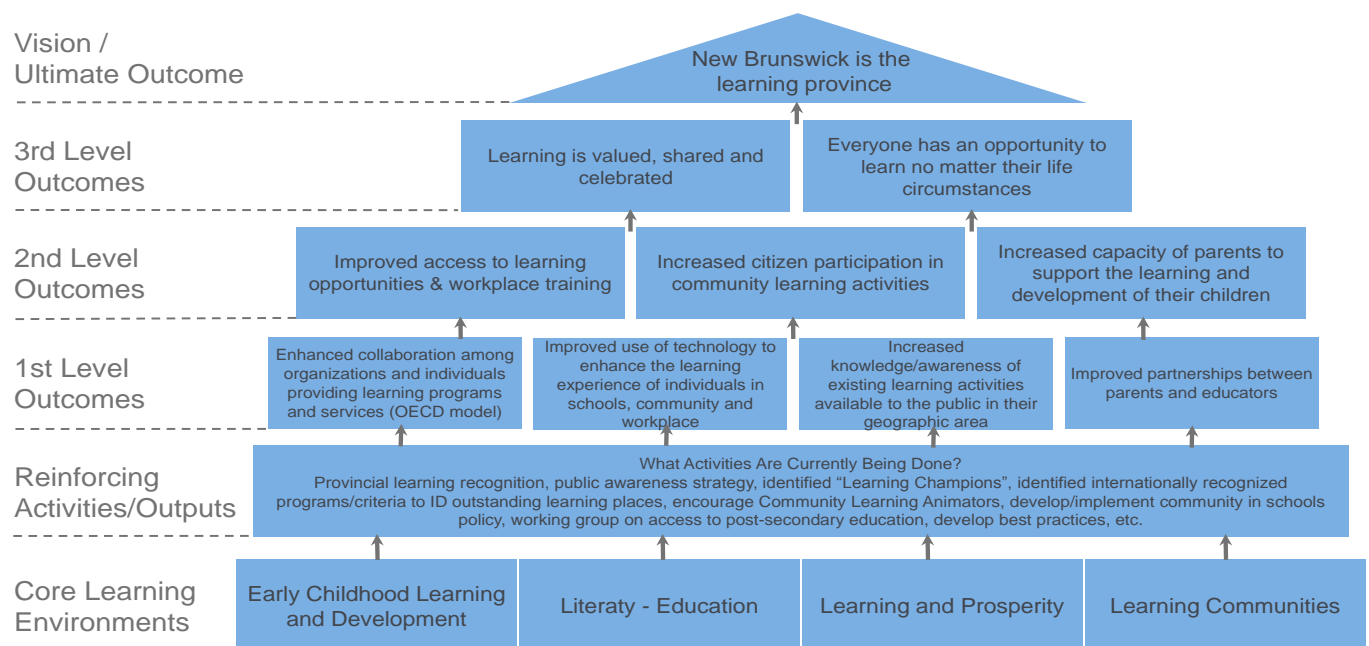 Vision /
Ultimate Outcome
New Brunswick is the
learning province
3rd Level
Outcomes
Learning is valued, shared and
celebrated
Everyone has an opportunity to
learn no matter their life
circumstances
2nd Level
Outcomes
Improved access to learning
opportunities & workplace training
Increased citizen participation in
community learning activities
Increased capacity of parents to
support the learning and
development of their children
1st Level
Outcomes
Enhanced collaboration among
organizations and individuals
providing learning programs
and services (OECD model)
Improved use of technology to
enhance the learning
experience of individuals in
schools, community and
workplace
Increased
knowledge/awareness of
existing learning activities
available to the public in their
geographic area
Improved partnerships between
parents and educators
Reinforcing
Activities/Outputs
What Activities Are Currently Being Done?
Provincial learning recognition, public awareness strategy, identified “Learning Champions”, identified internationally recognized
programs/criteria to ID outstanding learning places, encourage Community Learning Animators, develop/implement community in schools
policy, working group on access to post-secondary education, develop best practices, etc.
Core Learning
Environments
Early Childhood Learning
and Development
Literaty - Education
Learning and Prosperity
Learning Communities